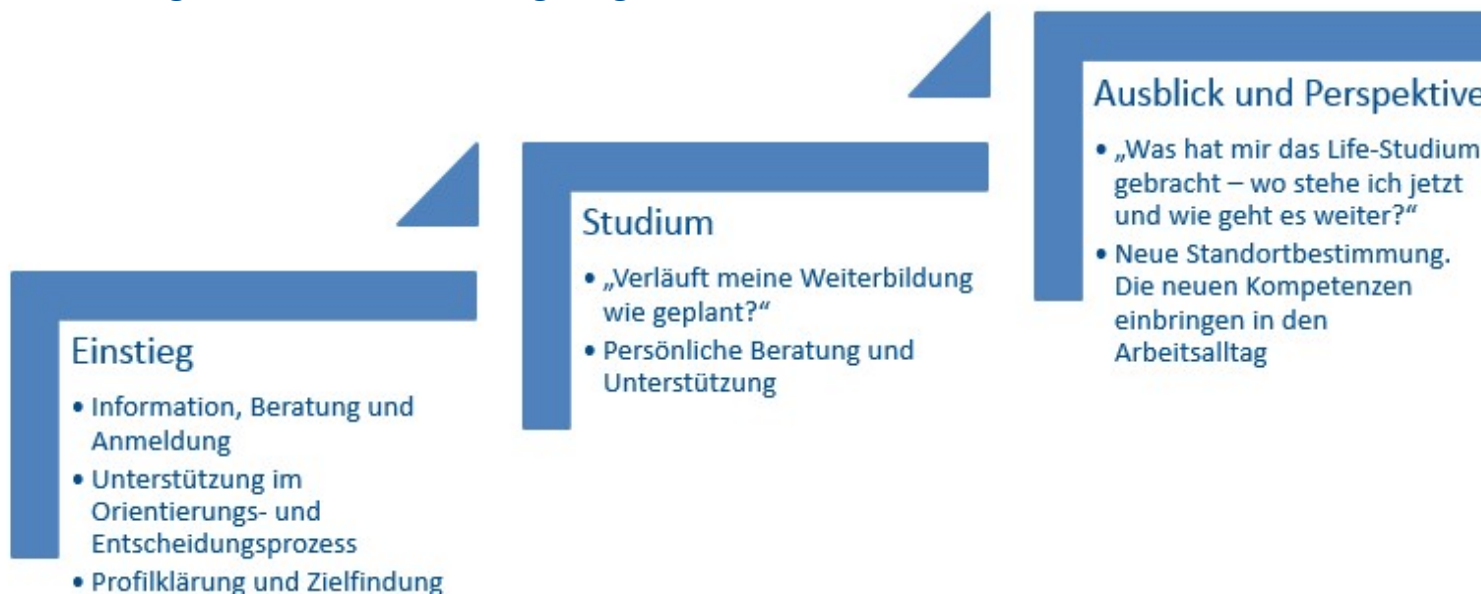 Einstieg
• Information, Beratung und
Anmeldung
• Unterstützung im
Orientierungs- und
Entscheidungsprozess
• Profilklärung und Zielfindung
Studium
• „Verläuft meine Weiterbildung
wie geplant?“
• Persönliche Beratung und
Unterstützung
Ausblick und Perspektive
• „Was hat mir das Life-Studium
gebracht – wo stehe ich jetzt
und wie geht es weiter?“
• Neue Standortbestimmung.
Die neuen Kompetenzen
einbringen in den
Arbeitsalltag